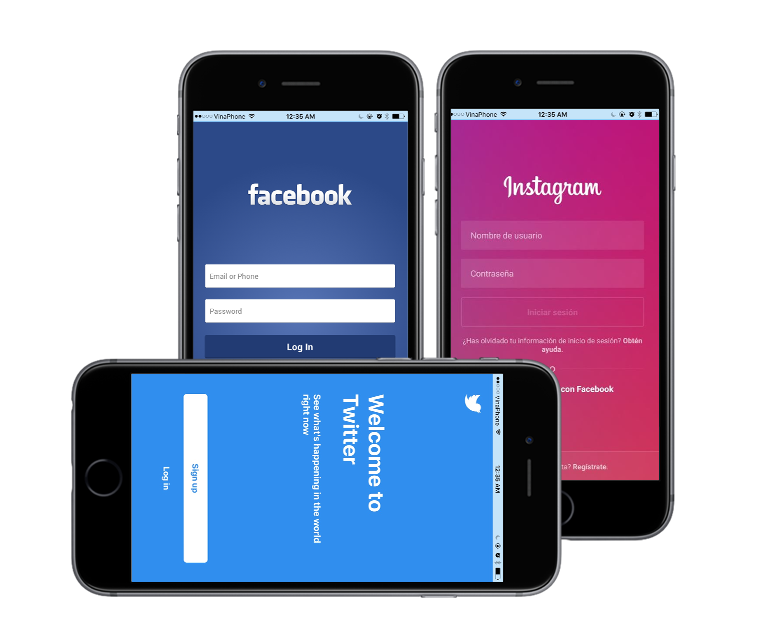 VinaPhone
12:35 AM
facebook
Email or Phone
Password
Log In
VinaPhone
12:35 AM
Instagram
Nombre de usuario
Contraseña
Iniciar sesión
¿Has olvidado tu información de inicio de sesión? Obtén
ayuda.
O
con Facebook
ta? Regístrate.
VinaPhone
12:35 AM
Welcome to
Twitter
See what's happening in the world
right now
Sign up
Log in